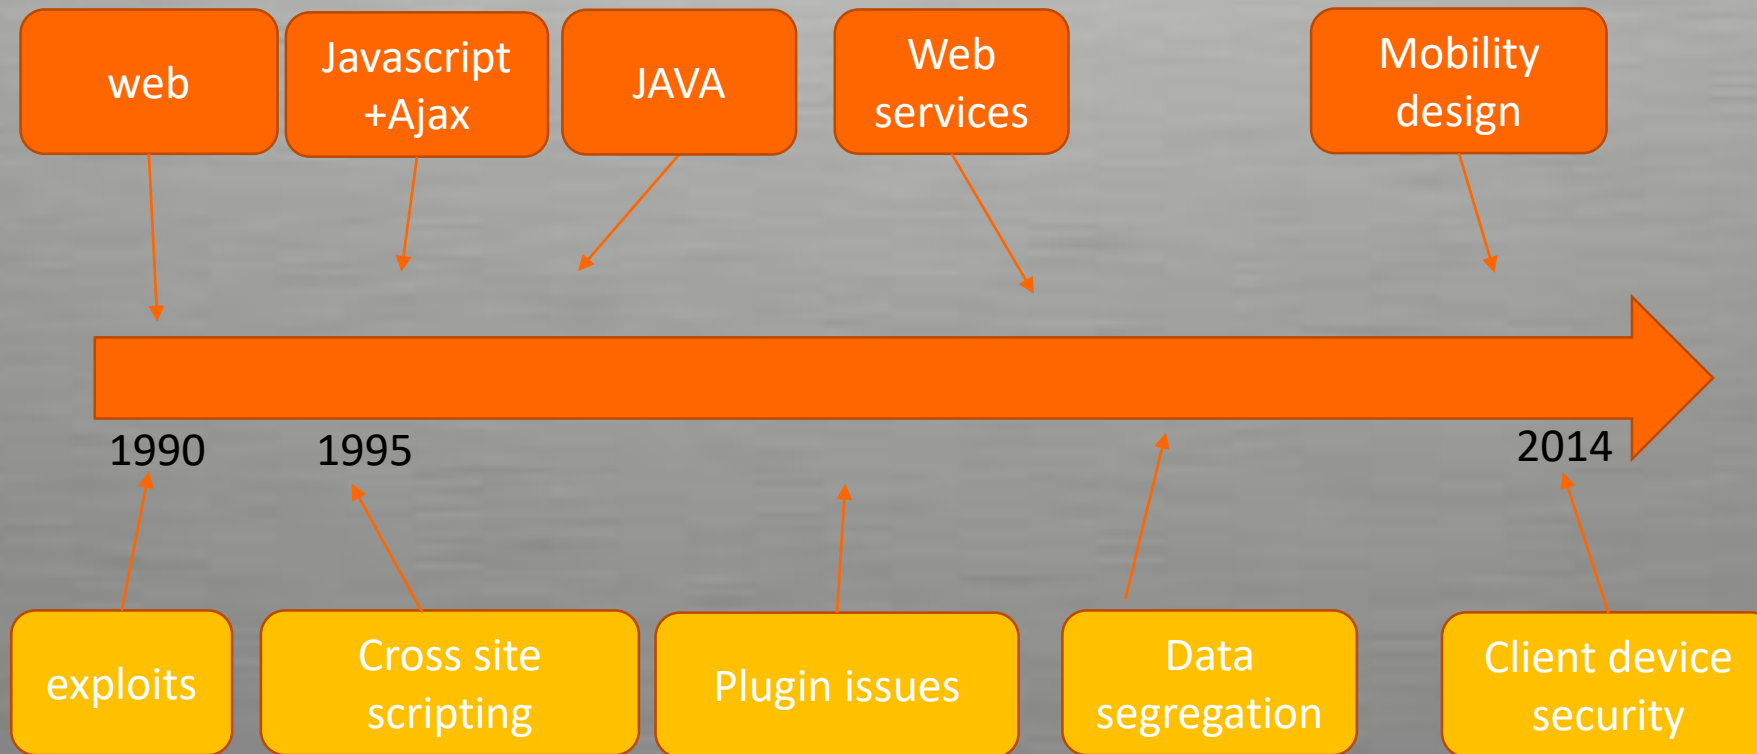 web
Javascript
+Ajax
JAVA
Web
services
Mobility
design
1990
1995
2014
exploits
Cross site
scripting
Plugin issues
Data
segregation
Client device
security